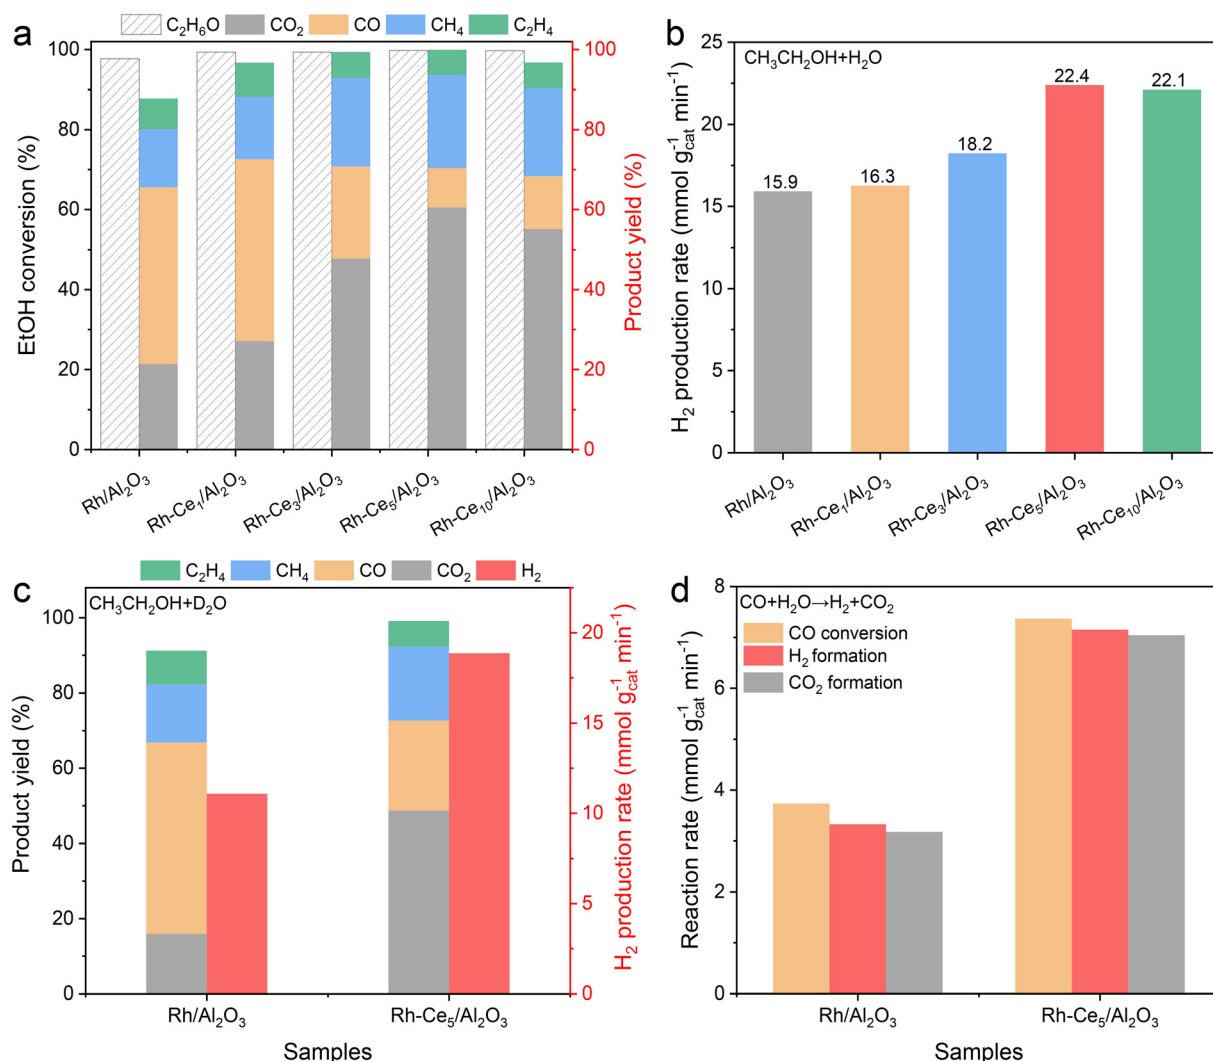 a
C₂H₆O CO₂ CO CH₄ C₂H₄
EtOH conversion (%)
100
80
60
40
20
0
Product yield (%)
100
80
60
40
20
0
Rh/Al₂O₃
Rh-Ce₁/Al₂O₃
Rh-Ce₃/Al₂O₃
Rh-Ce₅/Al₂O₃
Rh-Ce₁₀/Al₂O₃
b
CH₃CH₂OH+H₂O
H₂ production rate (mmol g⁻¹cat min⁻¹)
25
20
15
10
5
0
15.9
16.3
18.2
22.4
22.1
Rh/Al₂O₃
Rh-Ce₁/Al₂O₃
Rh-Ce₃/Al₂O₃
Rh-Ce₅/Al₂O₃
Rh-Ce₁₀/Al₂O₃
c
C₂H₄ CH₄ CO CO₂ H₂
CH₃CH₂OH+D₂O
Product yield (%)
100
80
60
40
20
0
H₂ production rate (mmol g⁻¹cat min⁻¹)
20
15
10
5
0
Rh/Al₂O₃
Rh-Ce₅/Al₂O₃
Samples
d
CO+H₂O→H₂+CO₂
CO conversion
H₂ formation
CO₂ formation
Reaction rate (mmol g⁻¹cat min⁻¹)
8
6
4
2
0
Rh/Al₂O₃
Rh-Ce₅/Al₂O₃
Samples